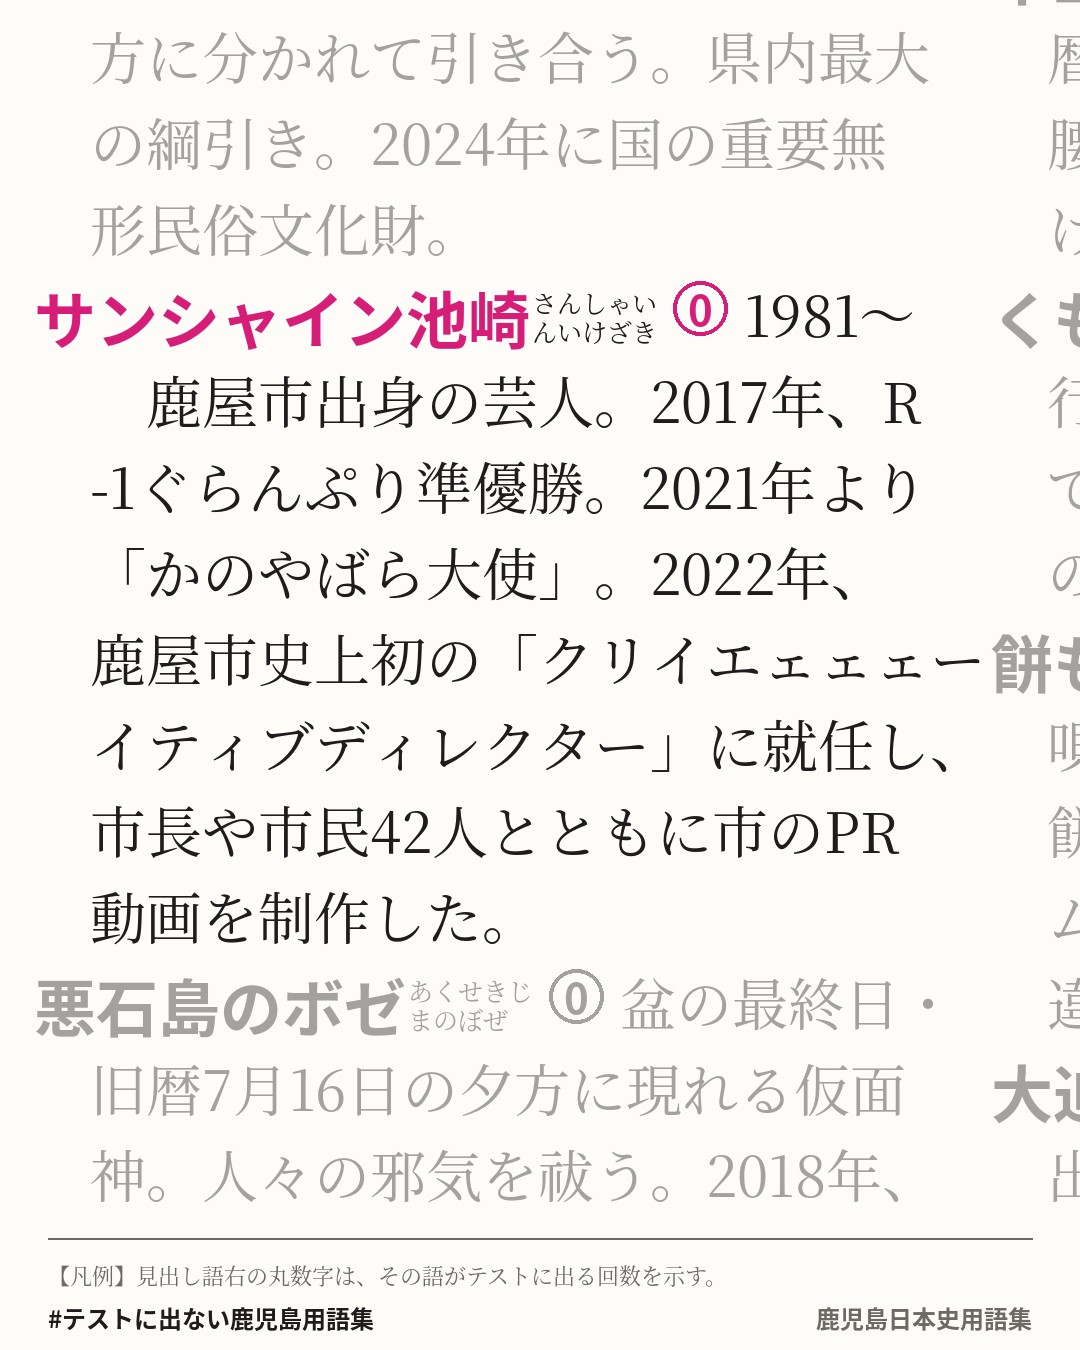 方に分かれて引き合う。県内最大
の綱引き。2024年に国の重要無
形民俗文化財。
サンシャイン池崎 さんしゃいんいけざき ⓪ 1981〜
鹿屋市出身の芸人。2017年、R
-1ぐらんぷり準優勝。2021年より
「かのやばら大使」。2022年、
鹿屋市史上初の「クリイエェェェー
イティブディレクター」に就任し、
市長や市民42人とともに市のPR
動画を制作した。
悪石島のボゼ あくせきじまのぼぜ ⓪ 盆の最終日・
旧暦7月16日の夕方に現れる仮面
神。人々の邪気を祓う。2018年、
暦
腰
け
くも
行
て
の
餅も
唄
餅
ム
違
大迫
出
【凡例】見出し語右の丸数字は、その語がテストに出る回数を示す。
#テストに出ない鹿児島用語集
鹿児島日本史用語集